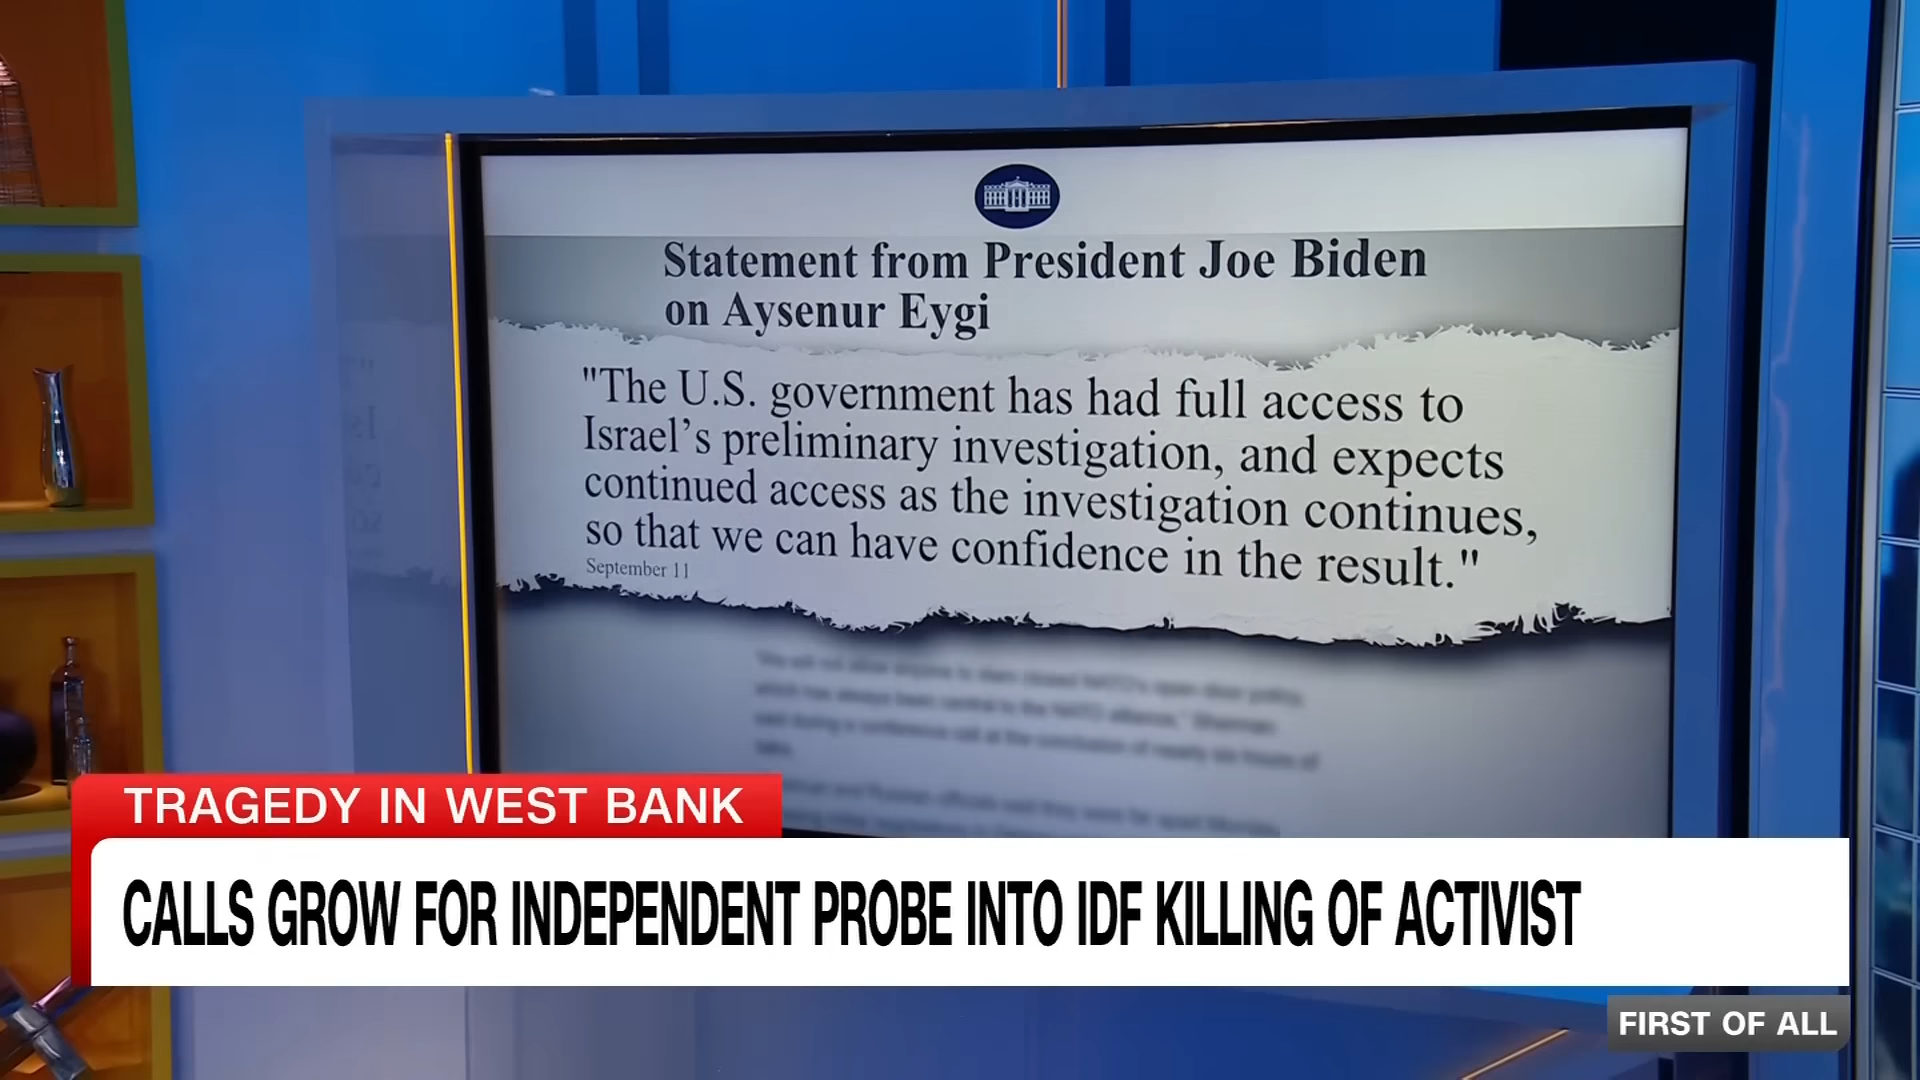 Statement from President Joe Biden
on Aysenur Eygi
"The U.S. government has had full access to
Israel's preliminary investigation, and expects
continued access as the investigation continues,
so that we can have confidence in the result."
September 11
TRAGEDY IN WEST BANK
CALLS GROW FOR INDEPENDENT PROBE INTO IDF KILLING OF ACTIVIST
FIRST OF ALL